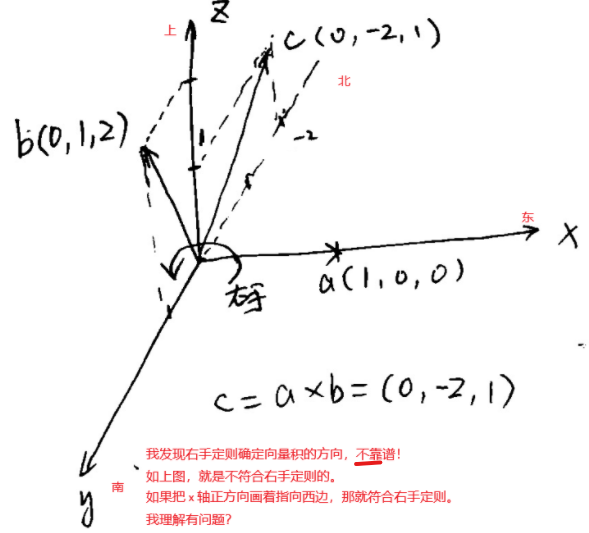 上 Z
c(0,-2,1)
北
b(0,1,2)
1
-2
东
X
a(1,0,0)
右手
c=a×b=(0,-2,1)
我发现右手定则确定向量积的方向，不靠谱！
如上图，就是不符合右手定则的。
如果把 x 轴正方向画着指向西边，那就符合右手定则。
y 南
我理解有问题？